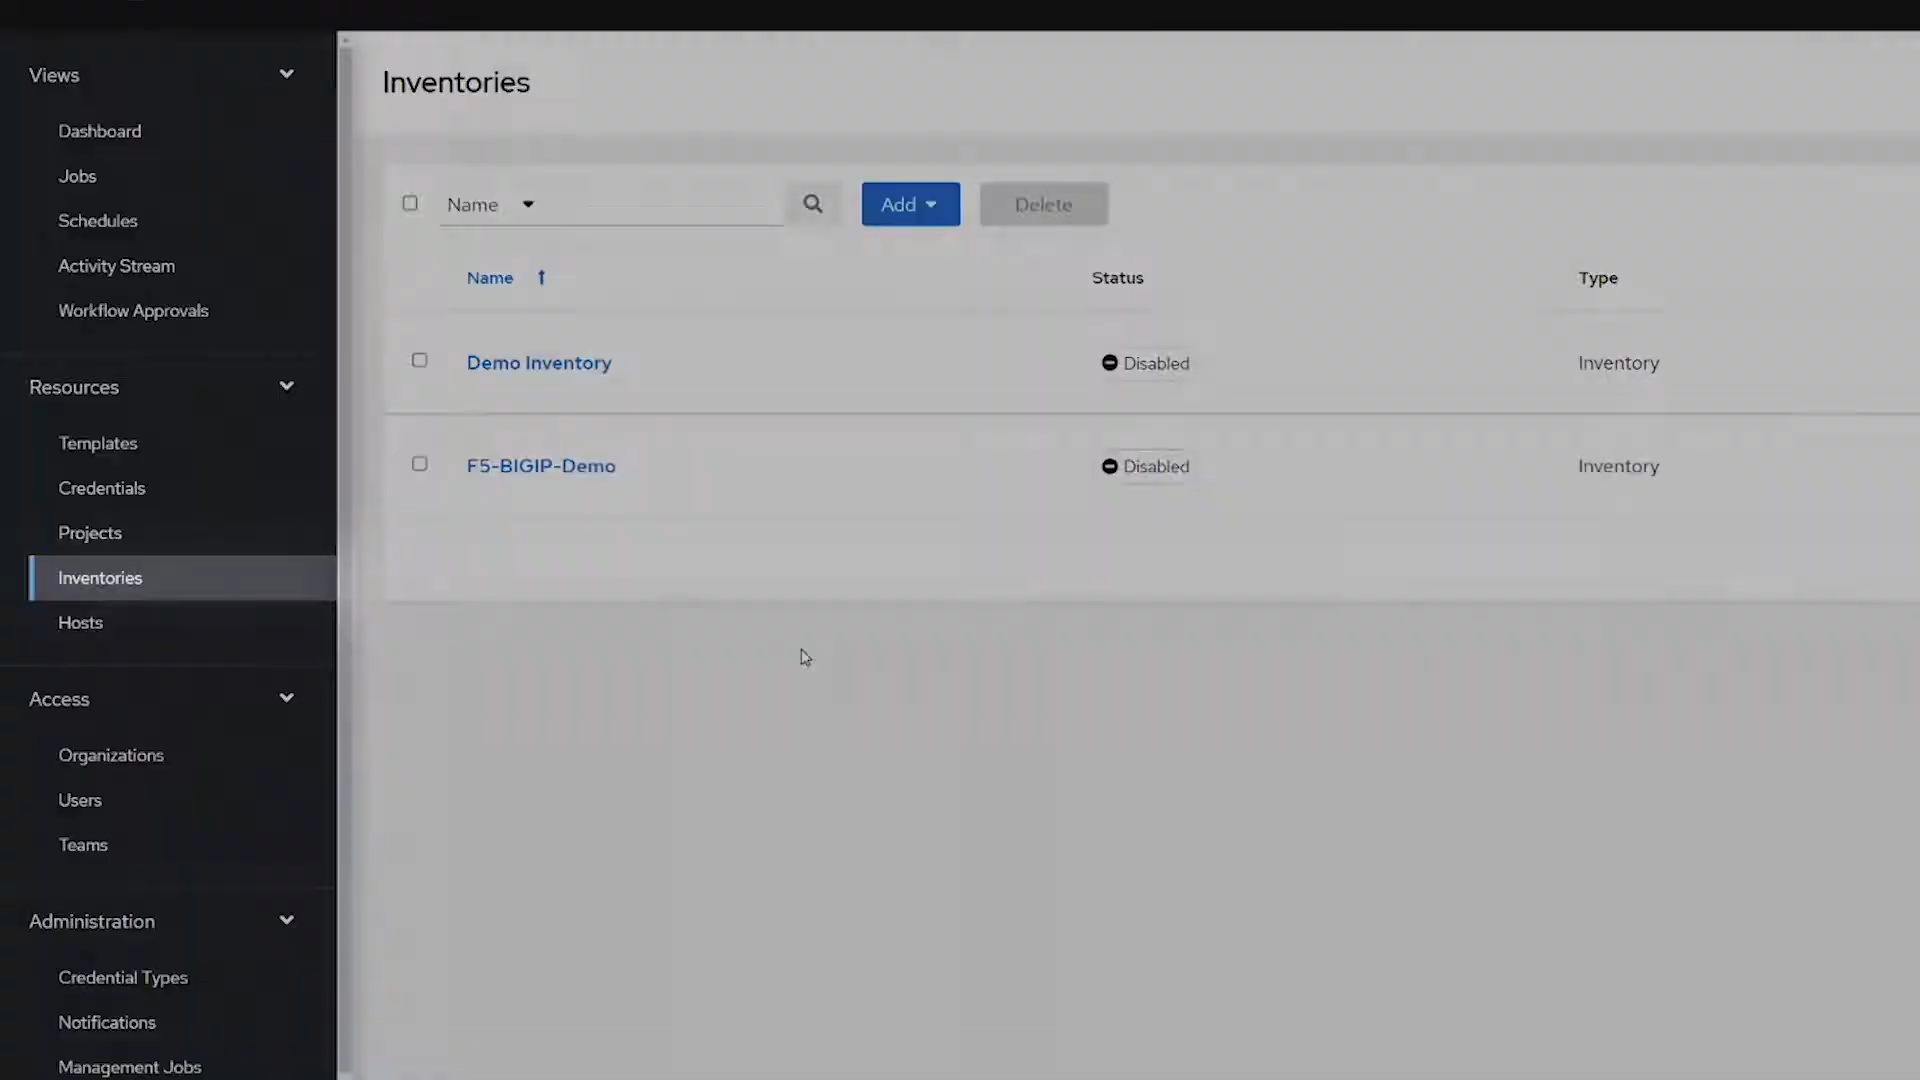 Views
Dashboard
Jobs
Schedules
Activity Stream
Workflow Approvals
Resources
Templates
Credentials
Projects
Inventories
Hosts
Access
Organizations
Users
Teams
Administration
Credential Types
Notifications
Management Jobs
Inventories
Name Add Delete
Name Status Type
Demo Inventory Disabled Inventory
F5-BIGIP-Demo Disabled Inventory